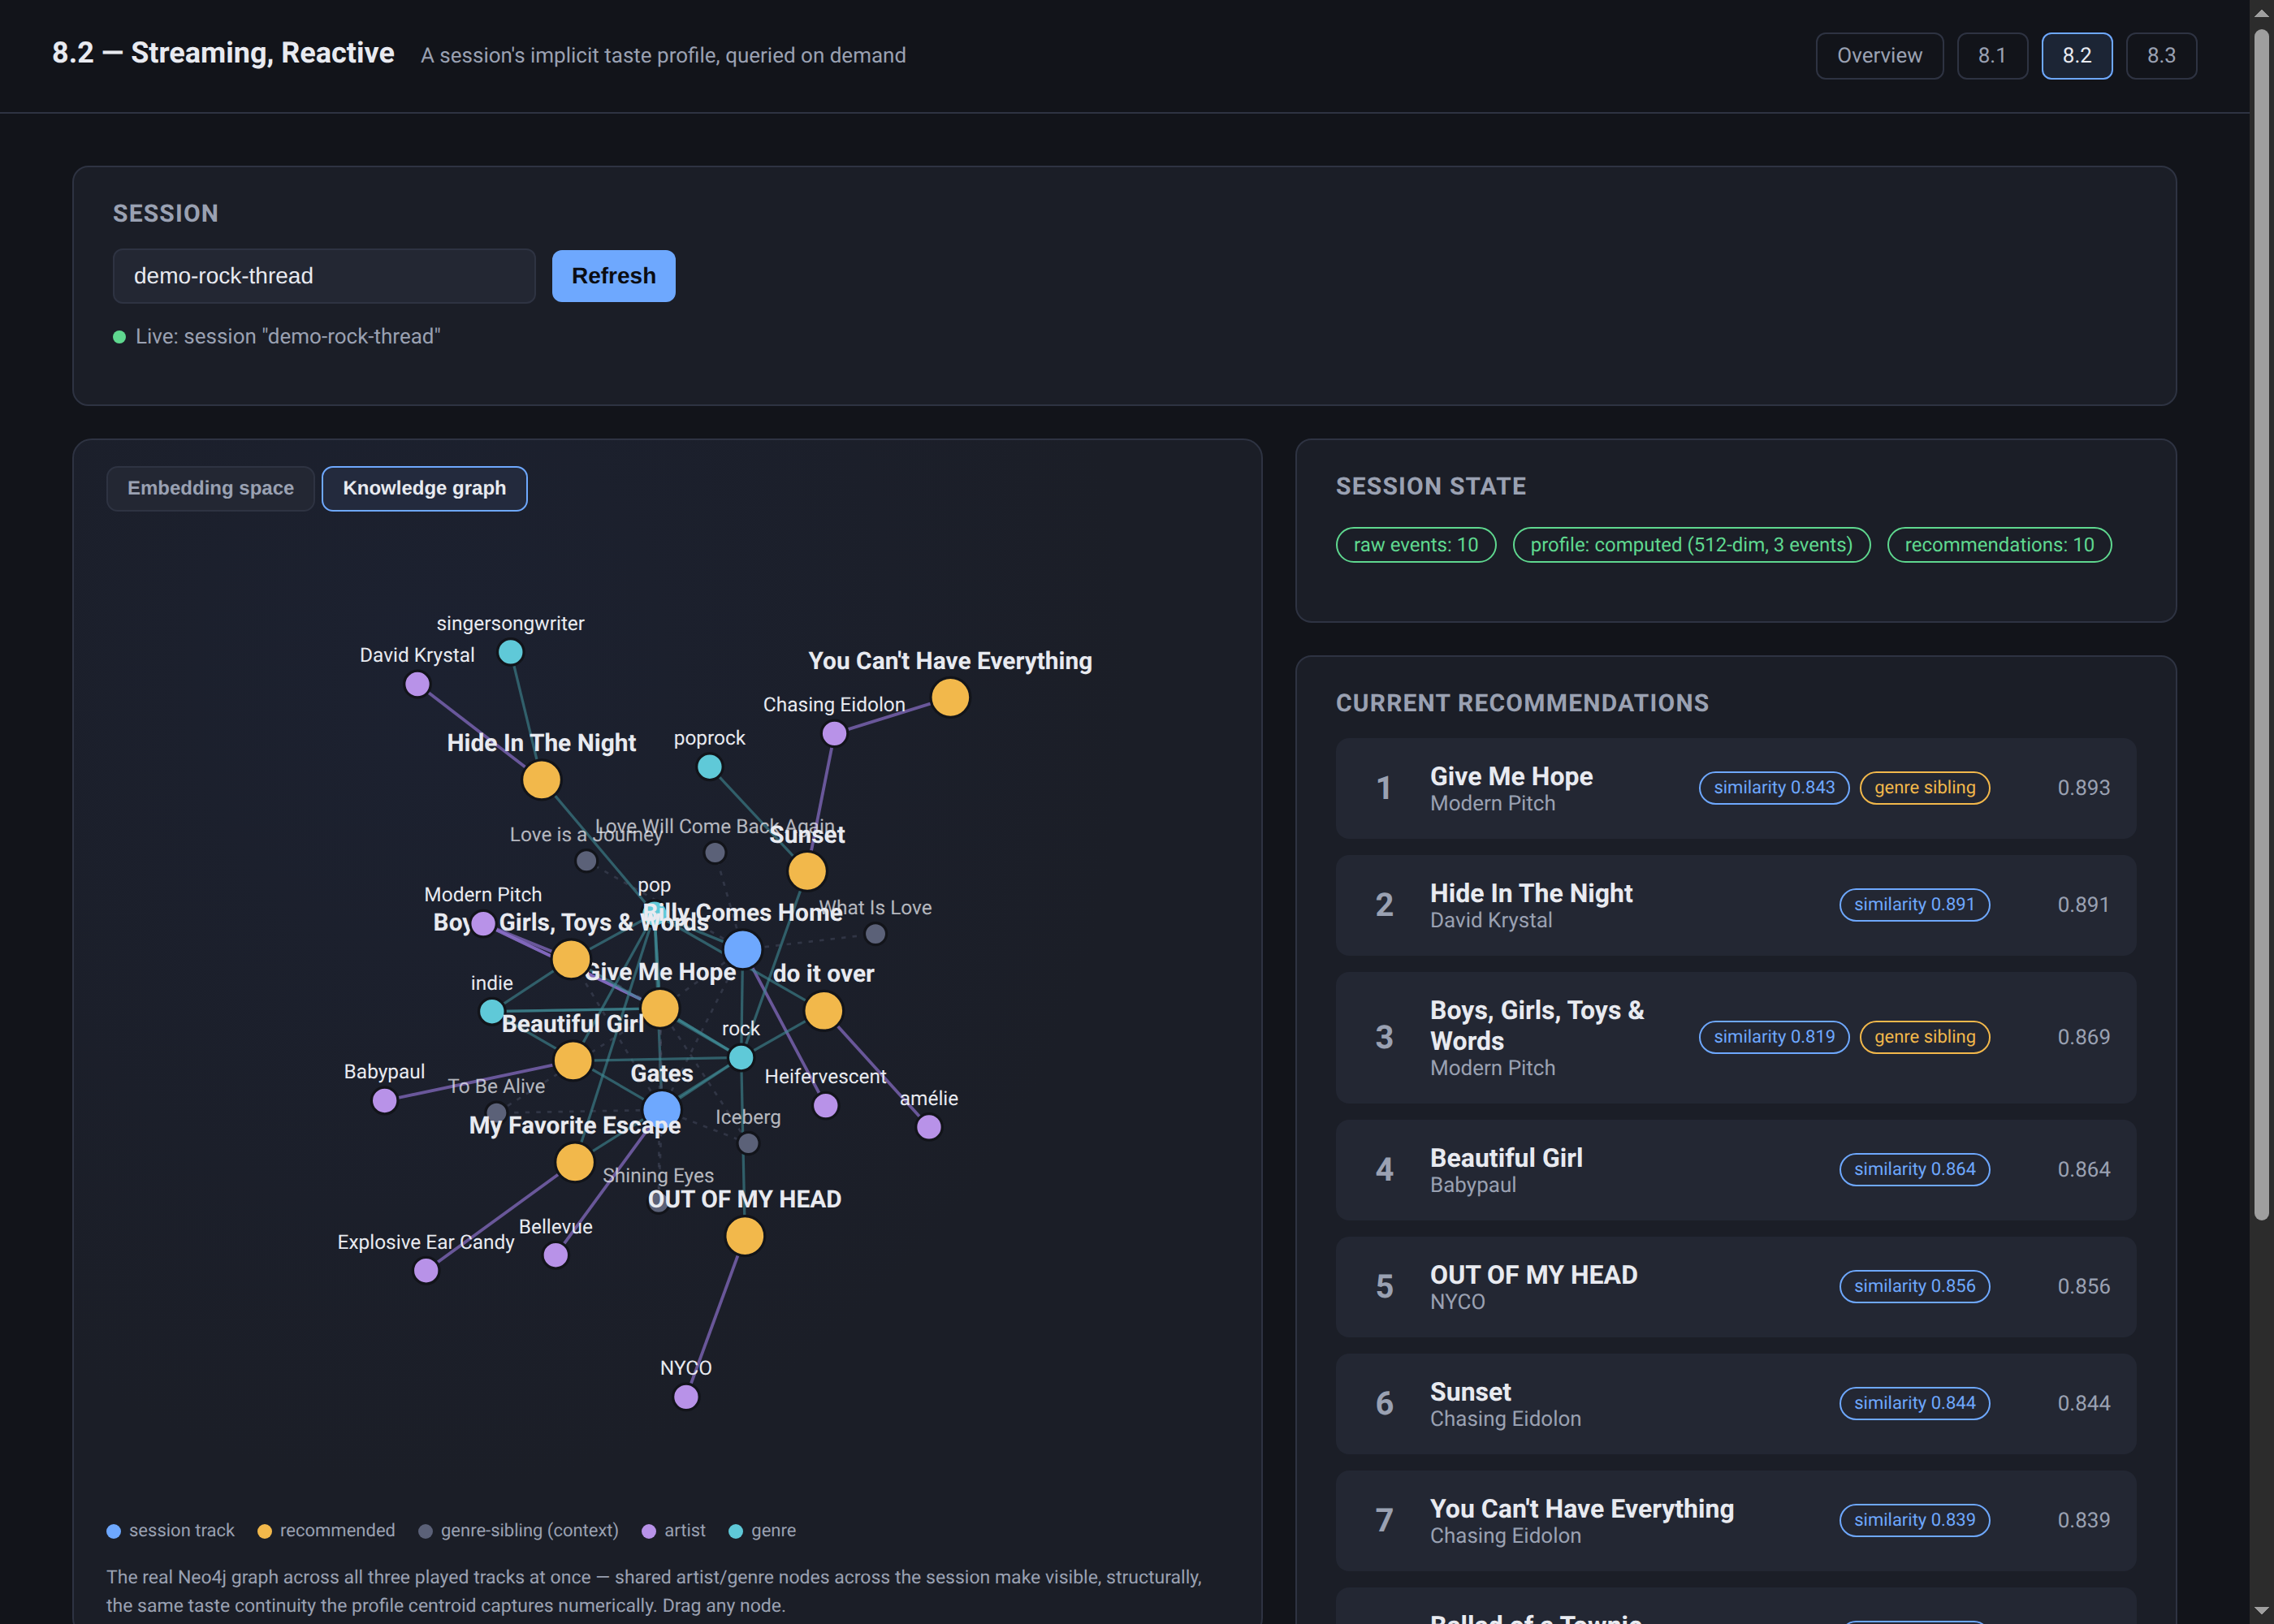 8.2 — Streaming, Reactive
A session's implicit taste profile, queried on demand
Overview
8.1
8.2
8.3
SESSION
demo-rock-thread
Refresh
Live: session "demo-rock-thread"
Embedding space
Knowledge graph
singersongwriter
David Krystal
You Can't Have Everything
Chasing Eidolon
Hide In The Night
poprock
Love is a Journey
Love Will Come Back Again
Sunset
pop
Modern Pitch
Billy Comes Home
What Is Love
Boys, Girls, Toys & Words
Give Me Hope
do it over
indie
Beautiful Girl
rock
Babypaul
To Be Alive
Gates
Heifervescent
amélie
My Favorite Escape
Iceberg
Shining Eyes
OUT OF MY HEAD
Explosive Ear Candy
Bellevue
NYCO
session track
recommended
genre-sibling (context)
artist
genre
The real Neo4j graph across all three played tracks at once — shared artist/genre nodes across the session make visible, structurally,
the same taste continuity the profile centroid captures numerically. Drag any node.
SESSION STATE
raw events: 10
profile: computed (512-dim, 3 events)
recommendations: 10
CURRENT RECOMMENDATIONS
1
Give Me Hope
Modern Pitch
similarity 0.843
genre sibling
0.893
2
Hide In The Night
David Krystal
similarity 0.891
0.891
3
Boys, Girls, Toys &
Words
Modern Pitch
similarity 0.819
genre sibling
0.869
4
Beautiful Girl
Babypaul
similarity 0.864
0.864
5
OUT OF MY HEAD
NYCO
similarity 0.856
0.856
6
Sunset
Chasing Eidolon
similarity 0.844
0.844
7
You Can't Have Everything
Chasing Eidolon
similarity 0.839
0.839
Ballad of a Townie